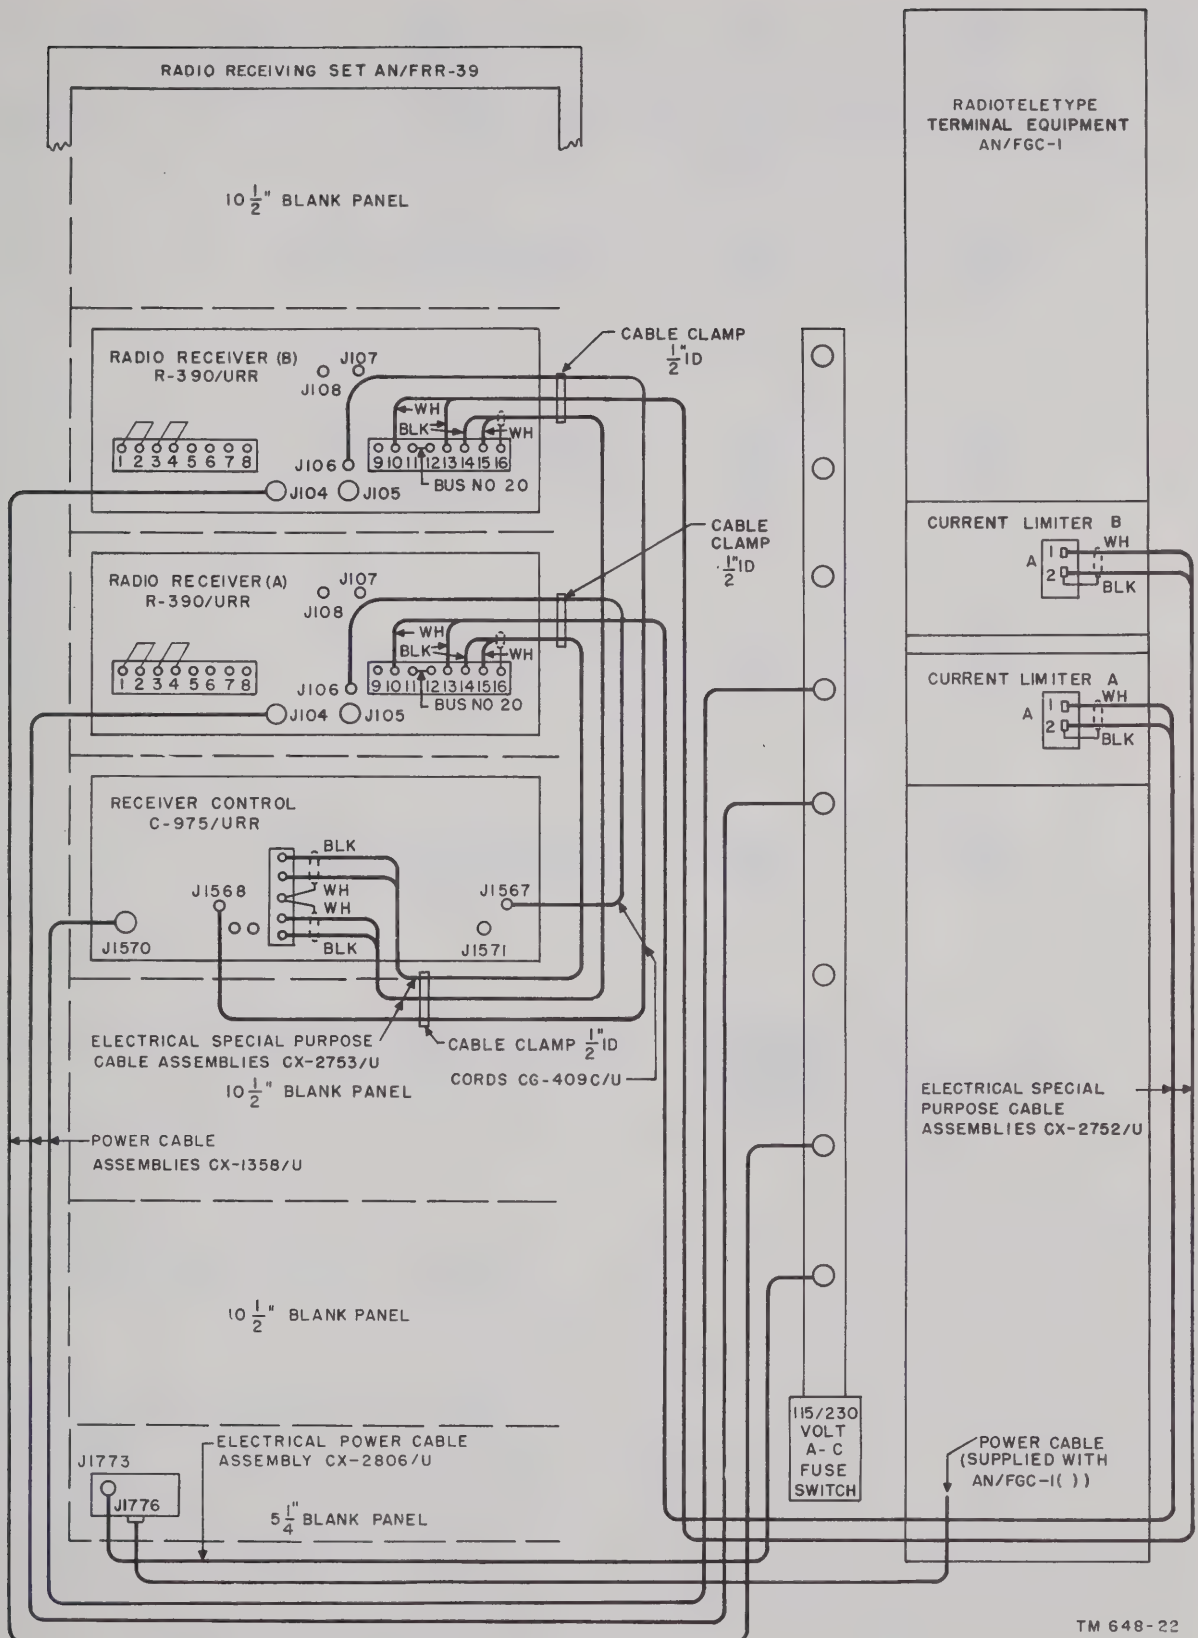 RADIO RECEIVING SET AN/FRR-39
RADIOTELETYPE
TERMINAL EQUIPMENT
AN/FGC-1
10 1/2" BLANK PANEL
CABLE CLAMP
1/2" ID
RADIO RECEIVER (B)
R-390/URR
J107
J108
WH
BLK
WH
1 2 3 4 5 6 7 8
J106
9 10 11 12 13 14 15 16
BUS NO 20
J104
J105
CABLE
CLAMP
1/2" ID
CURRENT LIMITER B
A
1
2
WH
BLK
RADIO RECEIVER (A)
R-390/URR
J107
J108
WH
BLK
WH
1 2 3 4 5 6 7 8
J106
9 10 11 12 13 14 15 16
BUS NO 20
J104
J105
CURRENT LIMITER A
A
1
2
WH
BLK
RECEIVER CONTROL
C-975/URR
BLK
J1568
WH
WH
J1567
BLK
J1570
J1571
ELECTRICAL SPECIAL PURPOSE
CABLE ASSEMBLIES CX-2753/U
CABLE CLAMP 1/2" ID
CORDS CG-409C/U
10 1/2" BLANK PANEL
ELECTRICAL SPECIAL
PURPOSE CABLE
ASSEMBLIES CX-2752/U
POWER CABLE
ASSEMBLIES CX-1358/U
10 1/2" BLANK PANEL
115/230
VOLT
A-C
FUSE
SWITCH
ELECTRICAL POWER CABLE
ASSEMBLY CX-2806/U
J1773
J1776
5 1/4" BLANK PANEL
POWER CABLE
(SUPPLIED WITH
AN/FGC-1( ))
TM 648-22